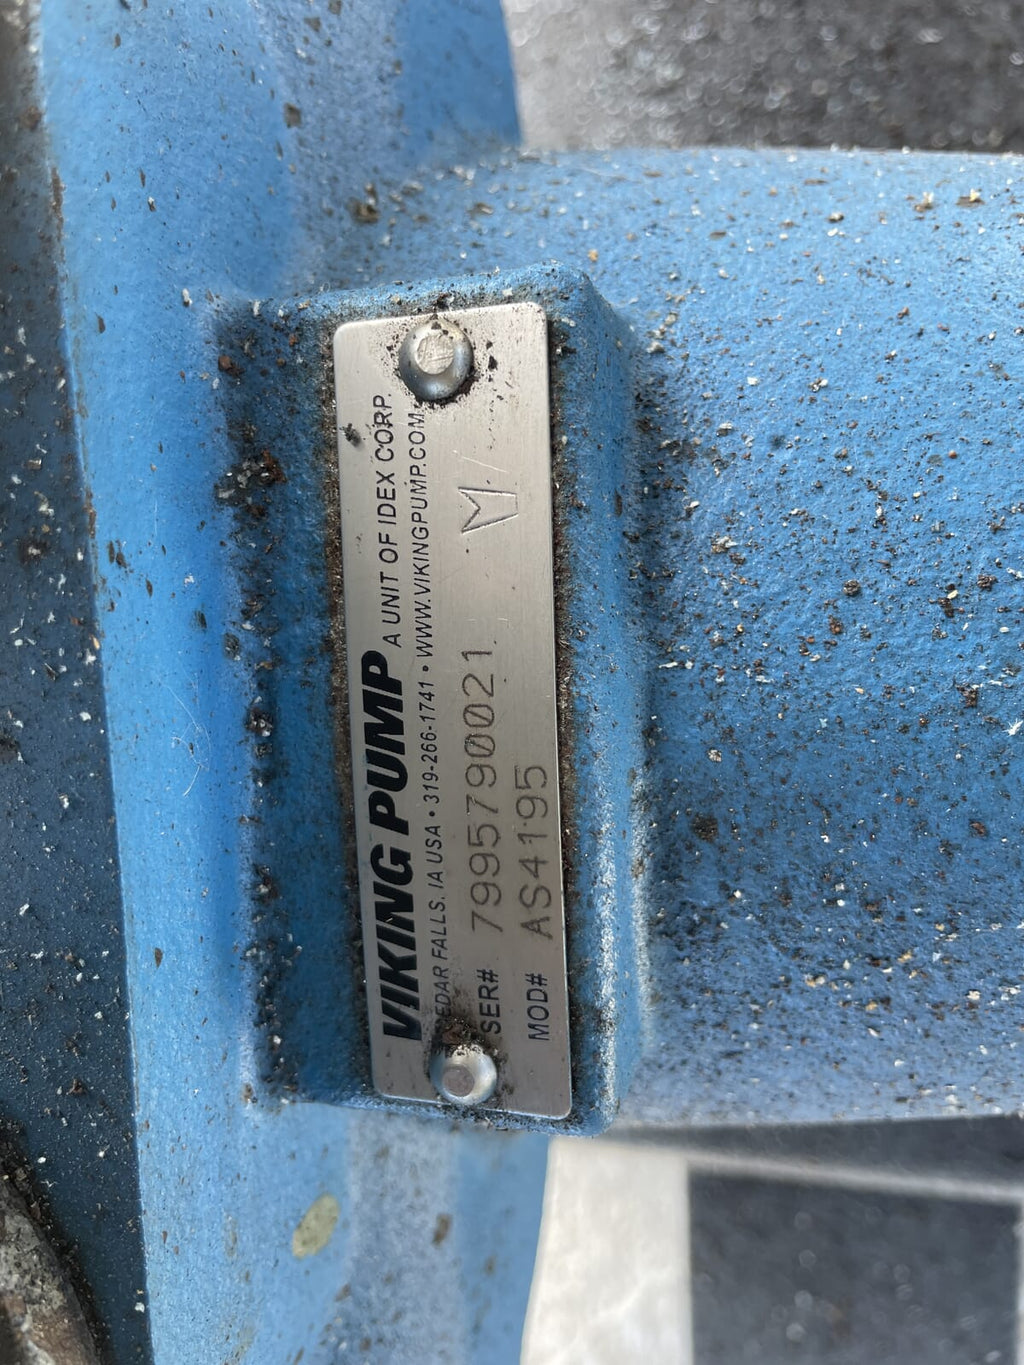 VIKING PUMP A UNIT OF IDEX CORP.
CEDAR FALLS. IA USA • 319-266-1741 • WWW.VIKINGPUMP.COM
SER# 7995790021
MOD# AS4195